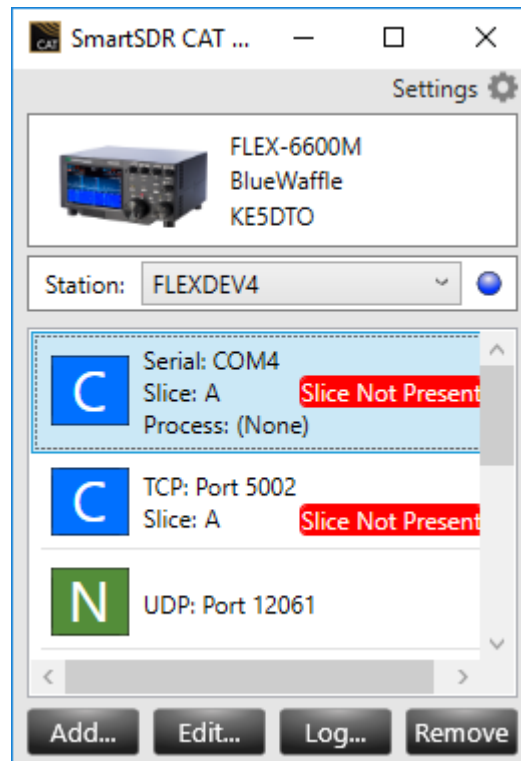 CAT SmartSDR CAT ...
Settings
FLEX-6600M
BlueWaffle
KE5DTO
Station: FLEXDEV4
C
Serial: COM4
Slice: A Slice Not Present
Process: (None)
C
TCP: Port 5002
Slice: A Slice Not Present
N
UDP: Port 12061
Add... Edit... Log... Remove